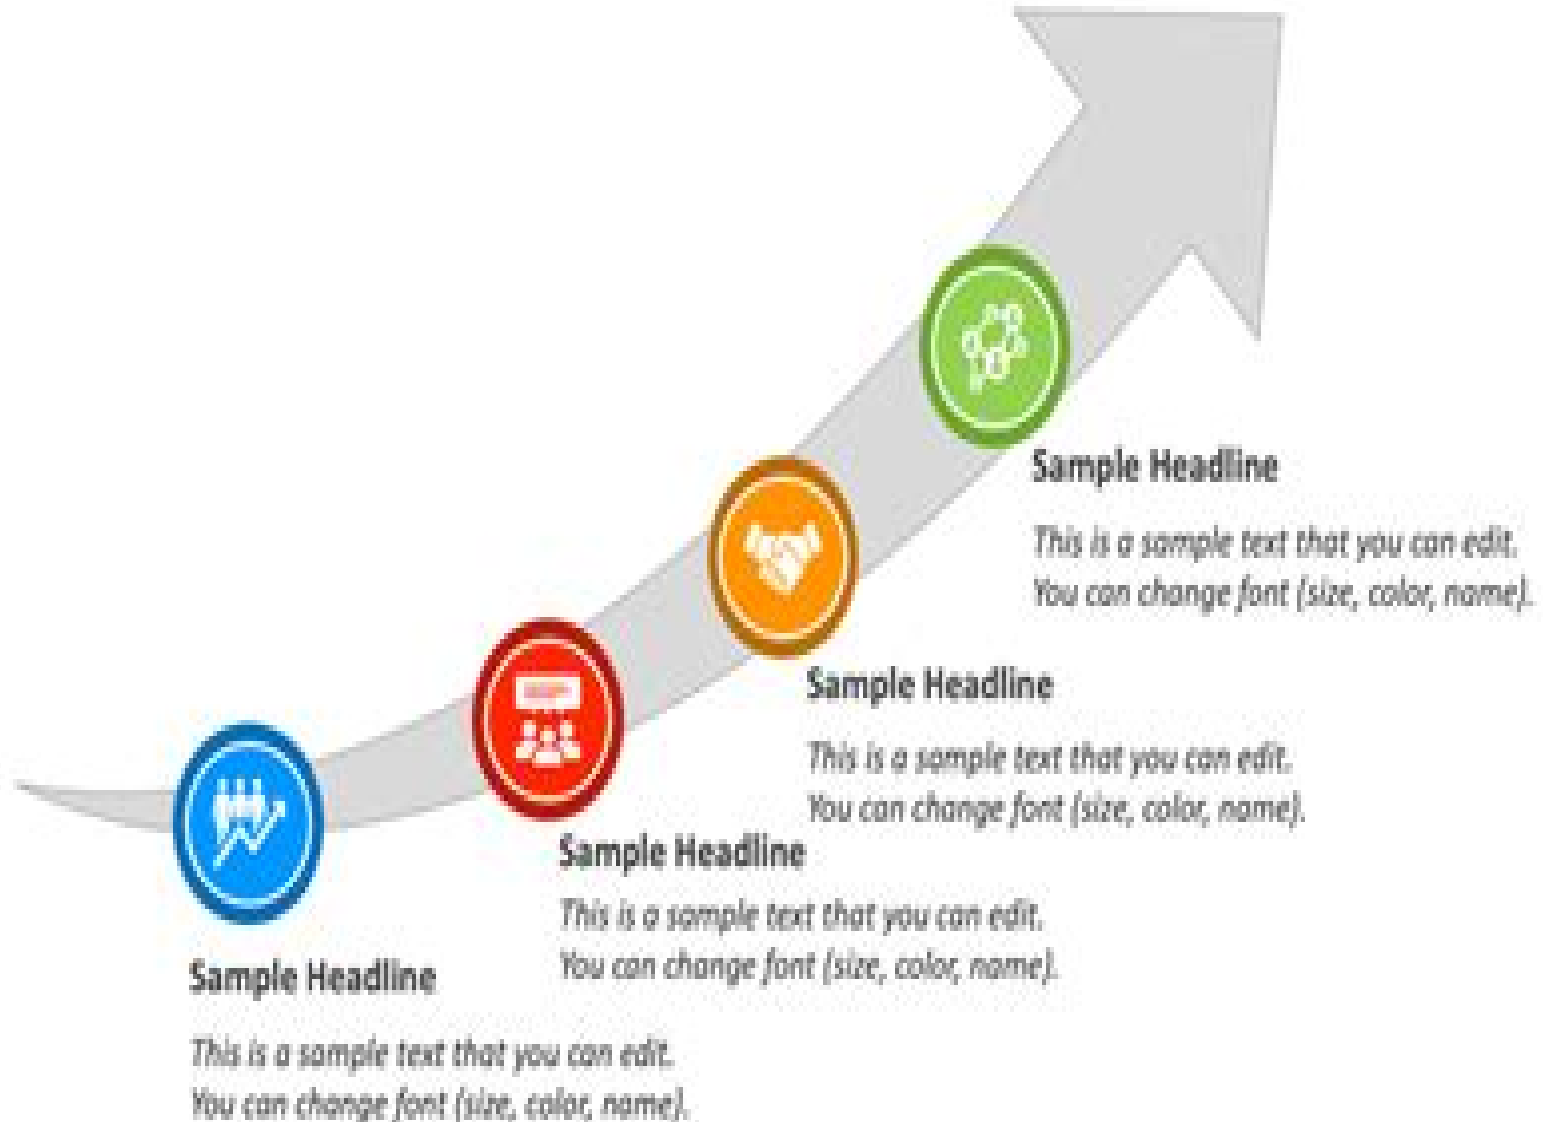 Sample Headline
This is a sample text that you can edit.
You can change font (size, color, name).
Sample Headline
This is a sample text that you can edit.
You can change font (size, color, name).
Sample Headline
This is a sample text that you can edit.
You can change font (size, color, name).
Sample Headline
This is a sample text that you can edit.
You can change font (size, color, name).